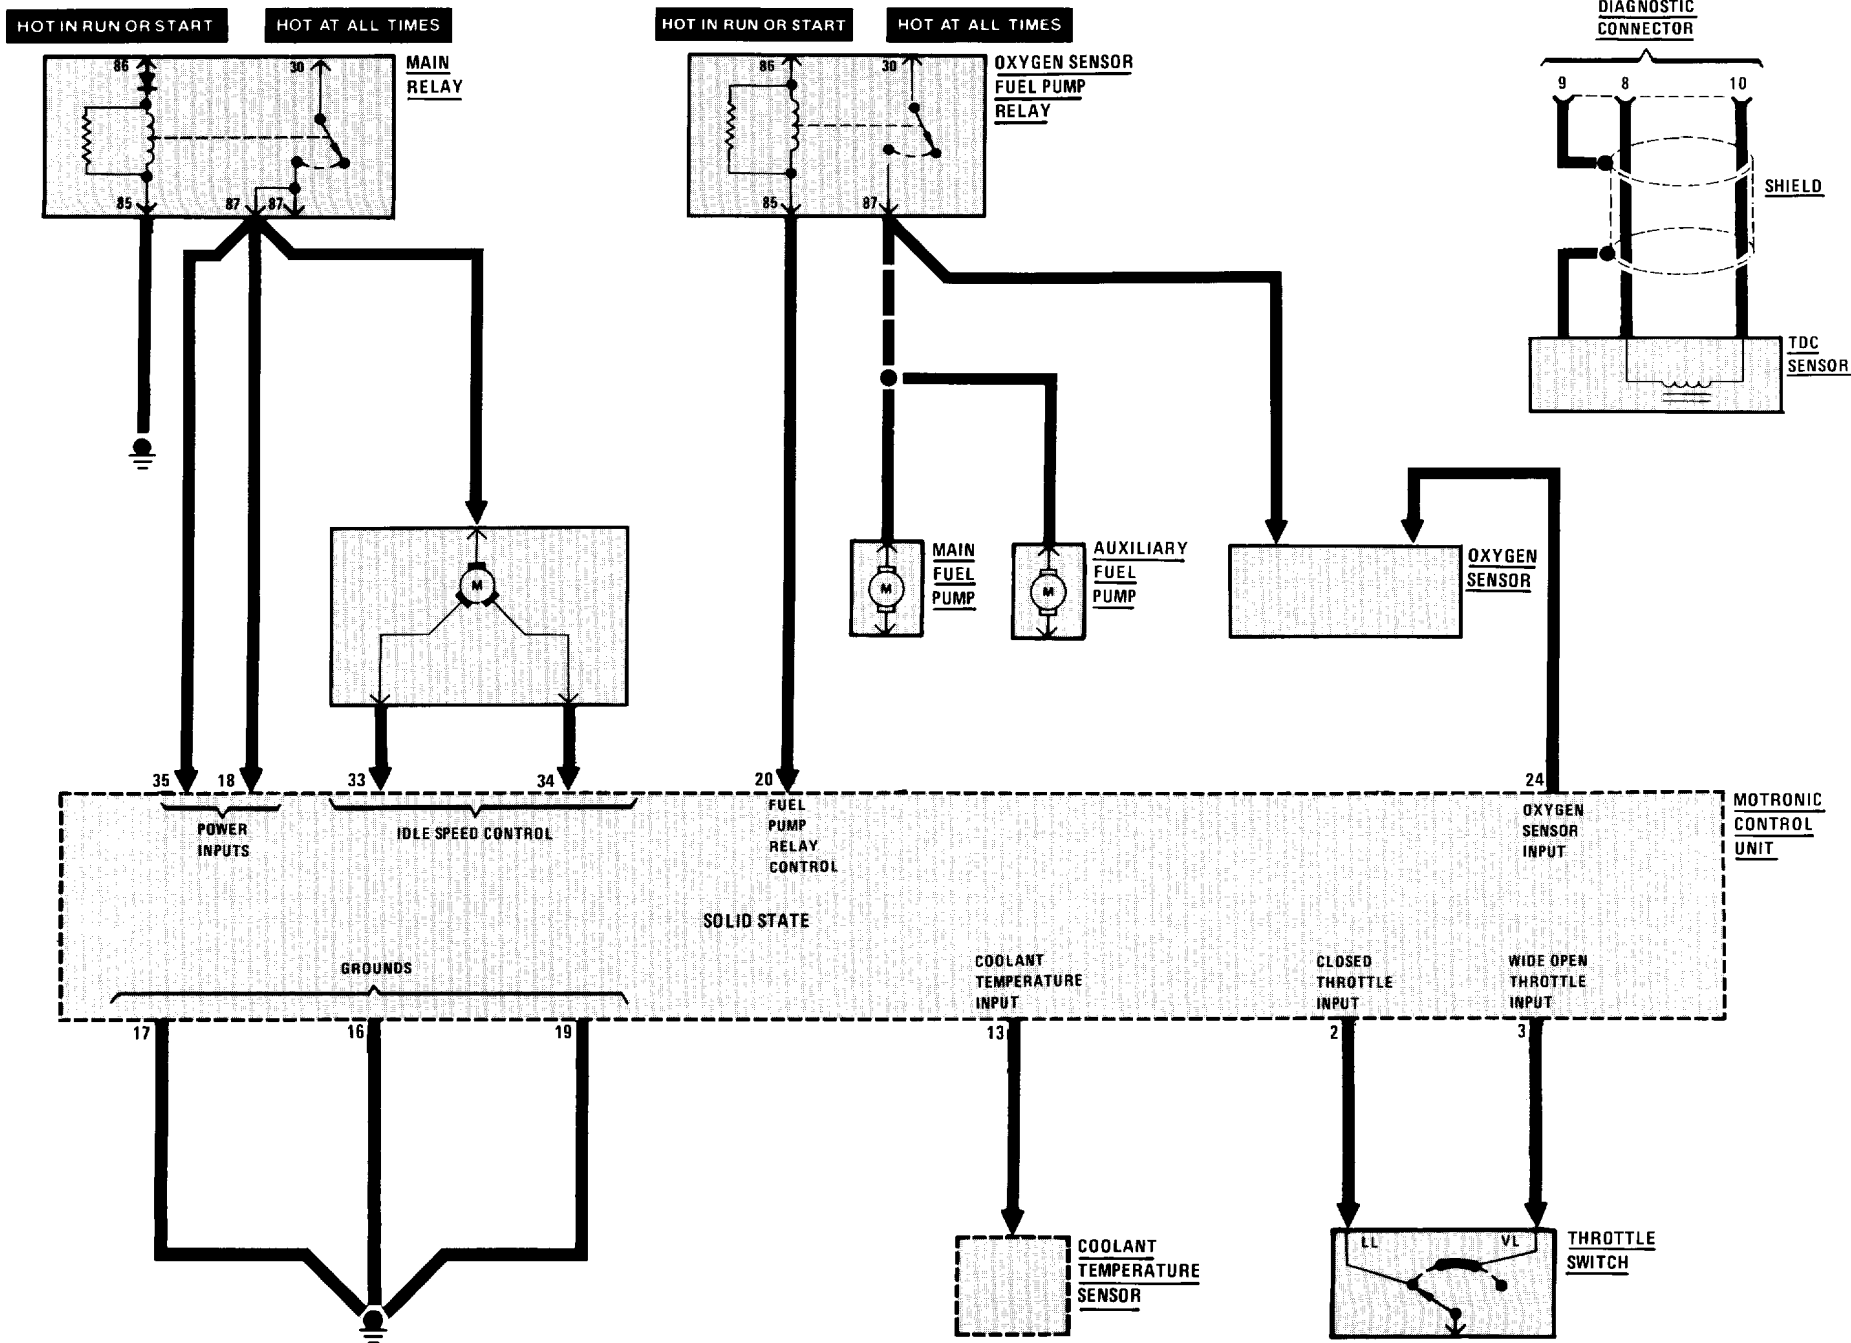 HOT IN RUN OR START
HOT AT ALL TIMES
HOT IN RUN OR START
HOT AT ALL TIMES
DIAGNOSTIC
CONNECTOR
86
30
MAIN
RELAY
85
87
87
86
30
OXYGEN SENSOR
FUEL PUMP
RELAY
85
87
9
8
10
SHIELD
TDC
SENSOR
M
M
MAIN
FUEL
PUMP
M
AUXILIARY
FUEL
PUMP
OXYGEN
SENSOR
35
18
33
34
20
24
POWER
INPUTS
IDLE SPEED CONTROL
FUEL
PUMP
RELAY
CONTROL
OXYGEN
SENSOR
INPUT
MOTRONIC
CONTROL
UNIT
SOLID STATE
GROUNDS
COOLANT
TEMPERATURE
INPUT
CLOSED
THROTTLE
INPUT
WIDE OPEN
THROTTLE
INPUT
17
16
19
13
2
3
COOLANT
TEMPERATURE
SENSOR
LL
VL
THROTTLE
SWITCH